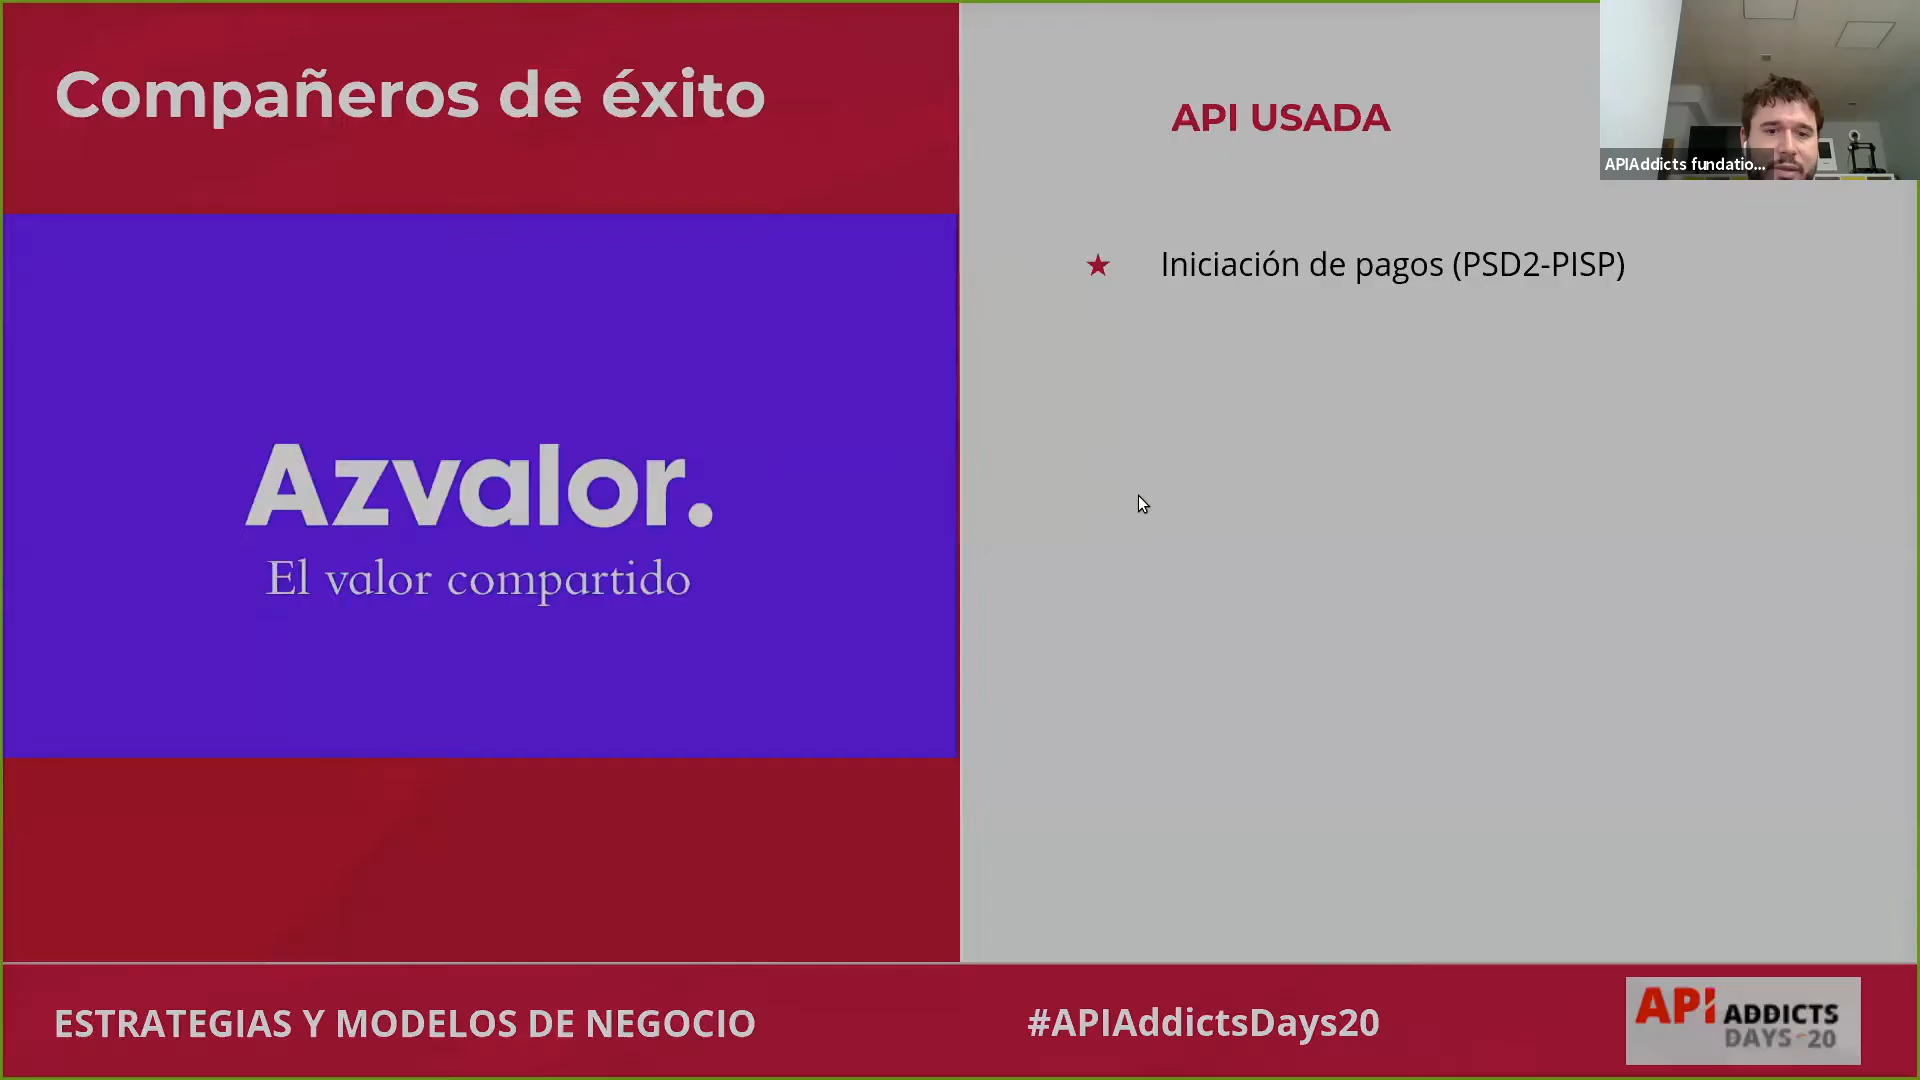 Compañeros de éxito
Azvalor.
El valor compartido
API USADA
★ Iniciación de pagos (PSD2-PISP)
APIAddicts fundatio...
ESTRATEGIAS Y MODELOS DE NEGOCIO
#APIAddictsDays20
API ADDICTS
DAYS-20